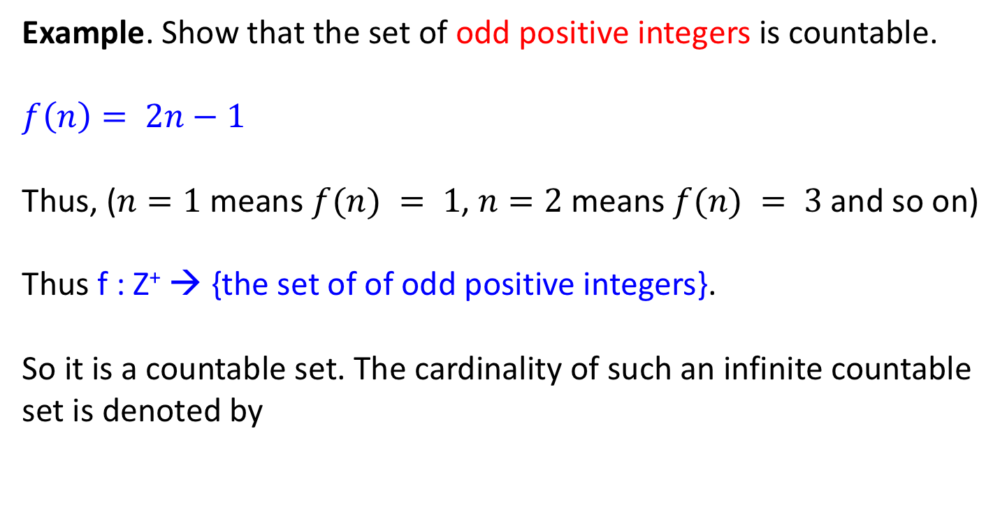 Example. Show that the set of odd positive integers is countable.
f(n) = 2n − 1
Thus, (n = 1 means f(n) = 1, n = 2 means f(n) = 3 and so on)
Thus f : Z⁺ → {the set of of odd positive integers}.
So it is a countable set. The cardinality of such an infinite countable
set is denoted by